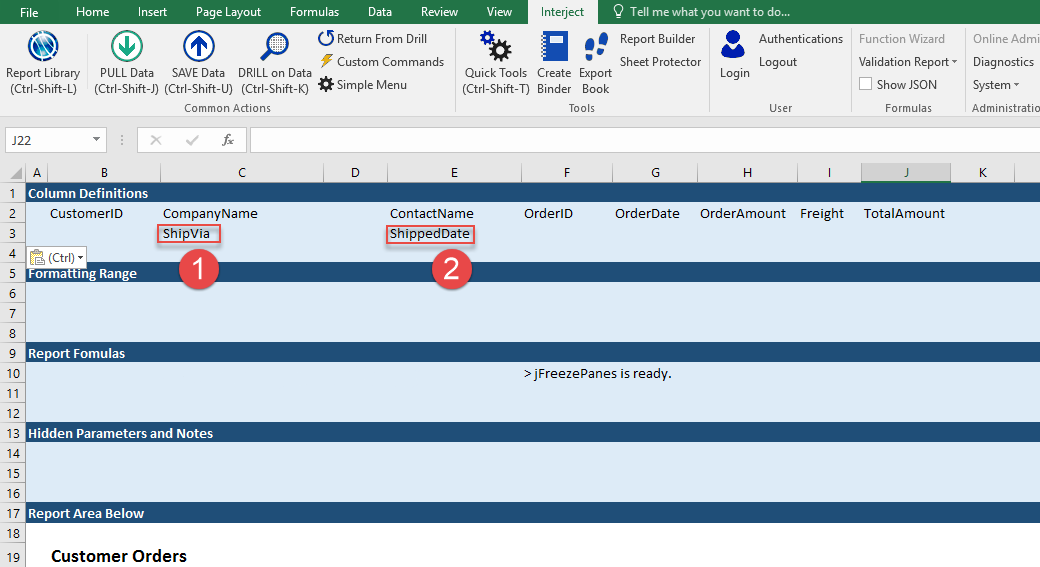 File Home Insert Page Layout Formulas Data Review View Interject Tell me what you want to do...
Report Library (Ctrl-Shift-L)
PULL Data (Ctrl-Shift-J)
SAVE Data (Ctrl-Shift-U)
DRILL on Data (Ctrl-Shift-K)
Return From Drill
Custom Commands
Simple Menu
Common Actions
Quick Tools (Ctrl-Shift-T)
Create Binder
Export Book
Report Builder
Sheet Protector
Tools
Login
Authentications
Logout
User
Function Wizard
Validation Report
Show JSON
Formulas
Online Admi
Diagnostics
System
Administratio
J22 fx
A B C D E F G H I J K
1 Column Definitions
2 CustomerID CompanyName ContactName OrderID OrderDate OrderAmount Freight TotalAmount
3 ShipVia ShippedDate
4 (Ctrl) 1 2
5 Formatting Range
6
7
8
9 Report Fomulas
10 > jFreezePanes is ready.
11
12
13 Hidden Parameters and Notes
14
15
16
17 Report Area Below
18
19 Customer Orders